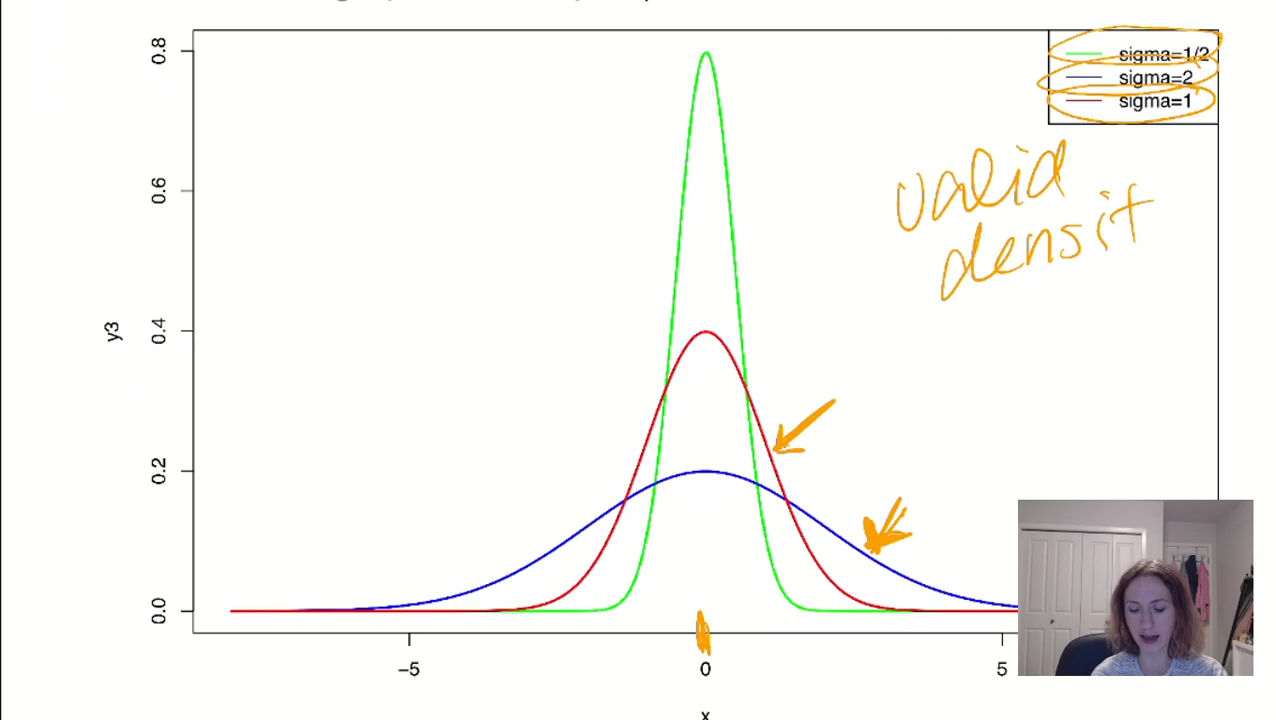 0.8
sigma=1/2
sigma=2
sigma=1
valid
densit
0.6
0.4
y3
0.2
0.0
−5
0
5
x